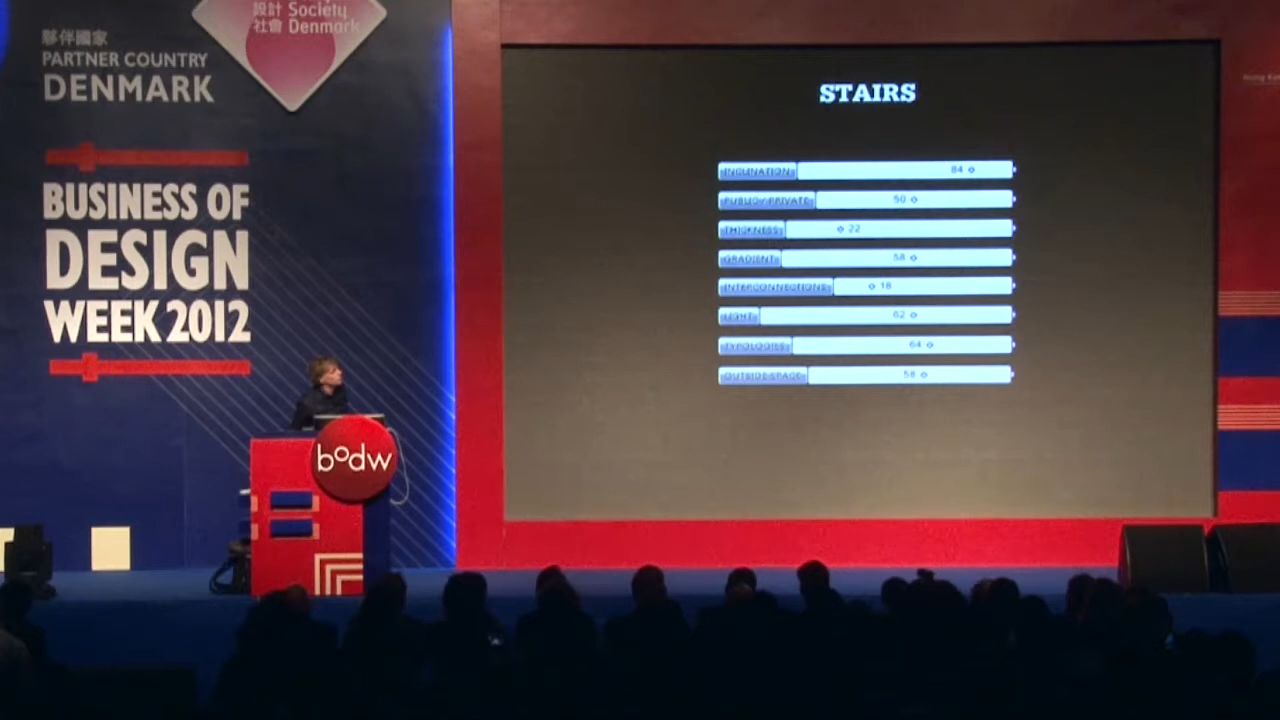 設計 Society
社會 Denmark
夥伴國家
PARTNER COUNTRY
DENMARK
BUSINESS OF
DESIGN
WEEK 2012
bodw
STAIRS
INCLINATION 84
PUBLIC / PRIVATE 50
THICKNESS 22
GRADIENT 58
INTERCONNECTIONS 18
LIGHT 62
TYPOLOGIES 64
OUTSIDE SPACE 58